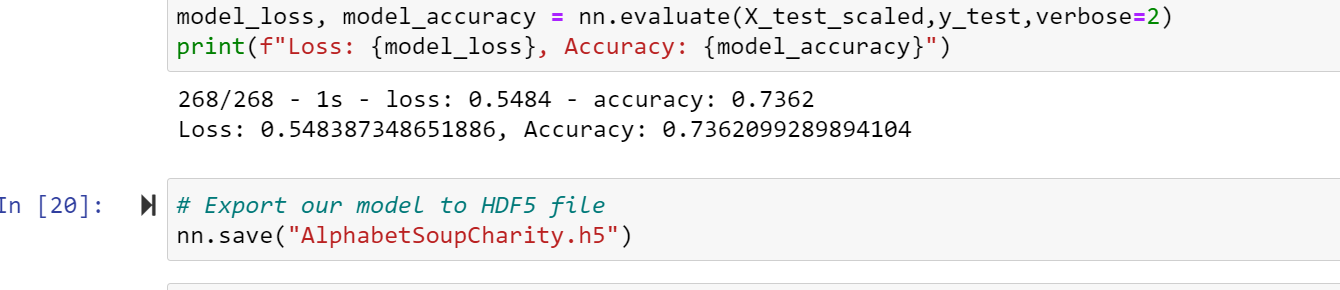 model_loss, model_accuracy = nn.evaluate(X_test_scaled,y_test,verbose=2)
print(f"Loss: {model_loss}, Accuracy: {model_accuracy}")
268/268 - 1s - loss: 0.5484 - accuracy: 0.7362
Loss: 0.548387348651886, Accuracy: 0.7362099289894104
In [20]:
# Export our model to HDF5 file
nn.save("AlphabetSoupCharity.h5")